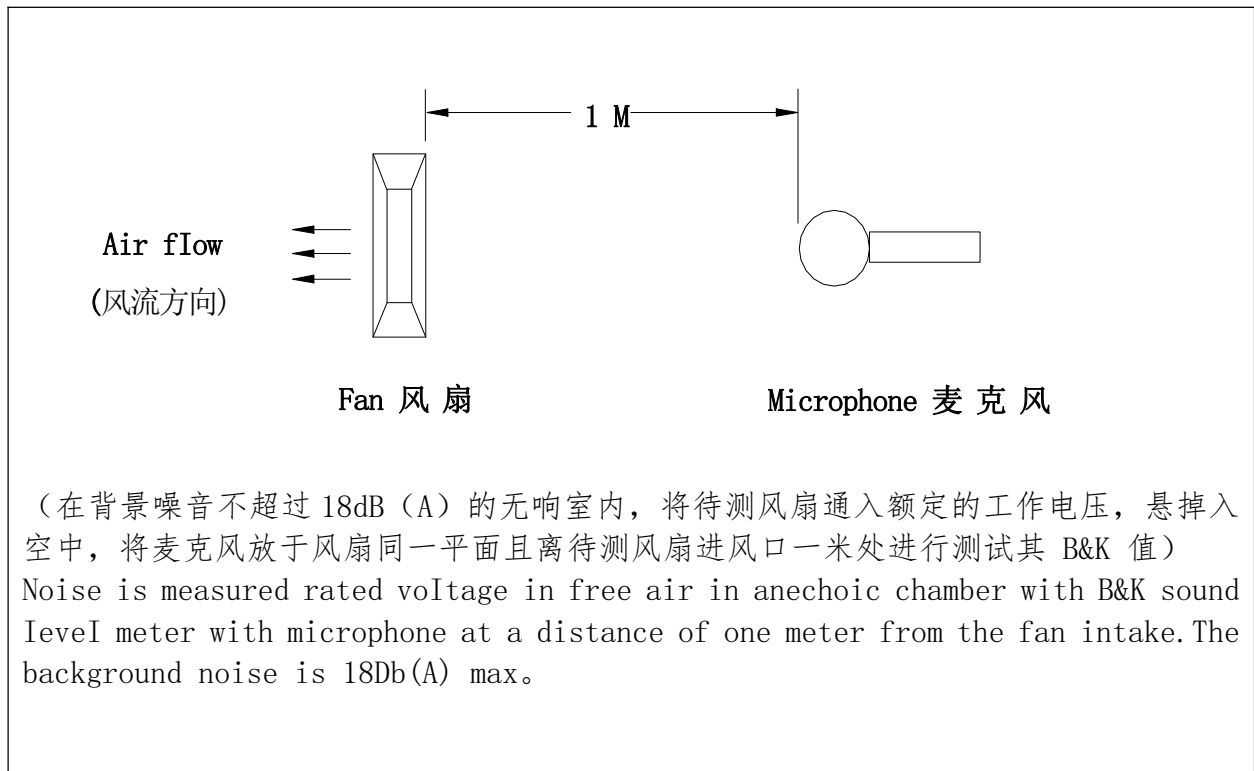 1 M
Air fIow
(风流方向)
Fan 风 扇
Microphone 麦 克 风
（在背景噪音不超过 18dB（A）的无响室内，将待测风扇通入额定的工作电压，悬掉入
空中，将麦克风放于风扇同一平面且离待测风扇进风口一米处进行测试其 B&K 值）
Noise is measured rated voItage in free air in anechoic chamber with B&K sound
IeveI meter with microphone at a distance of one meter from the fan intake.The
background noise is 18Db(A) max。